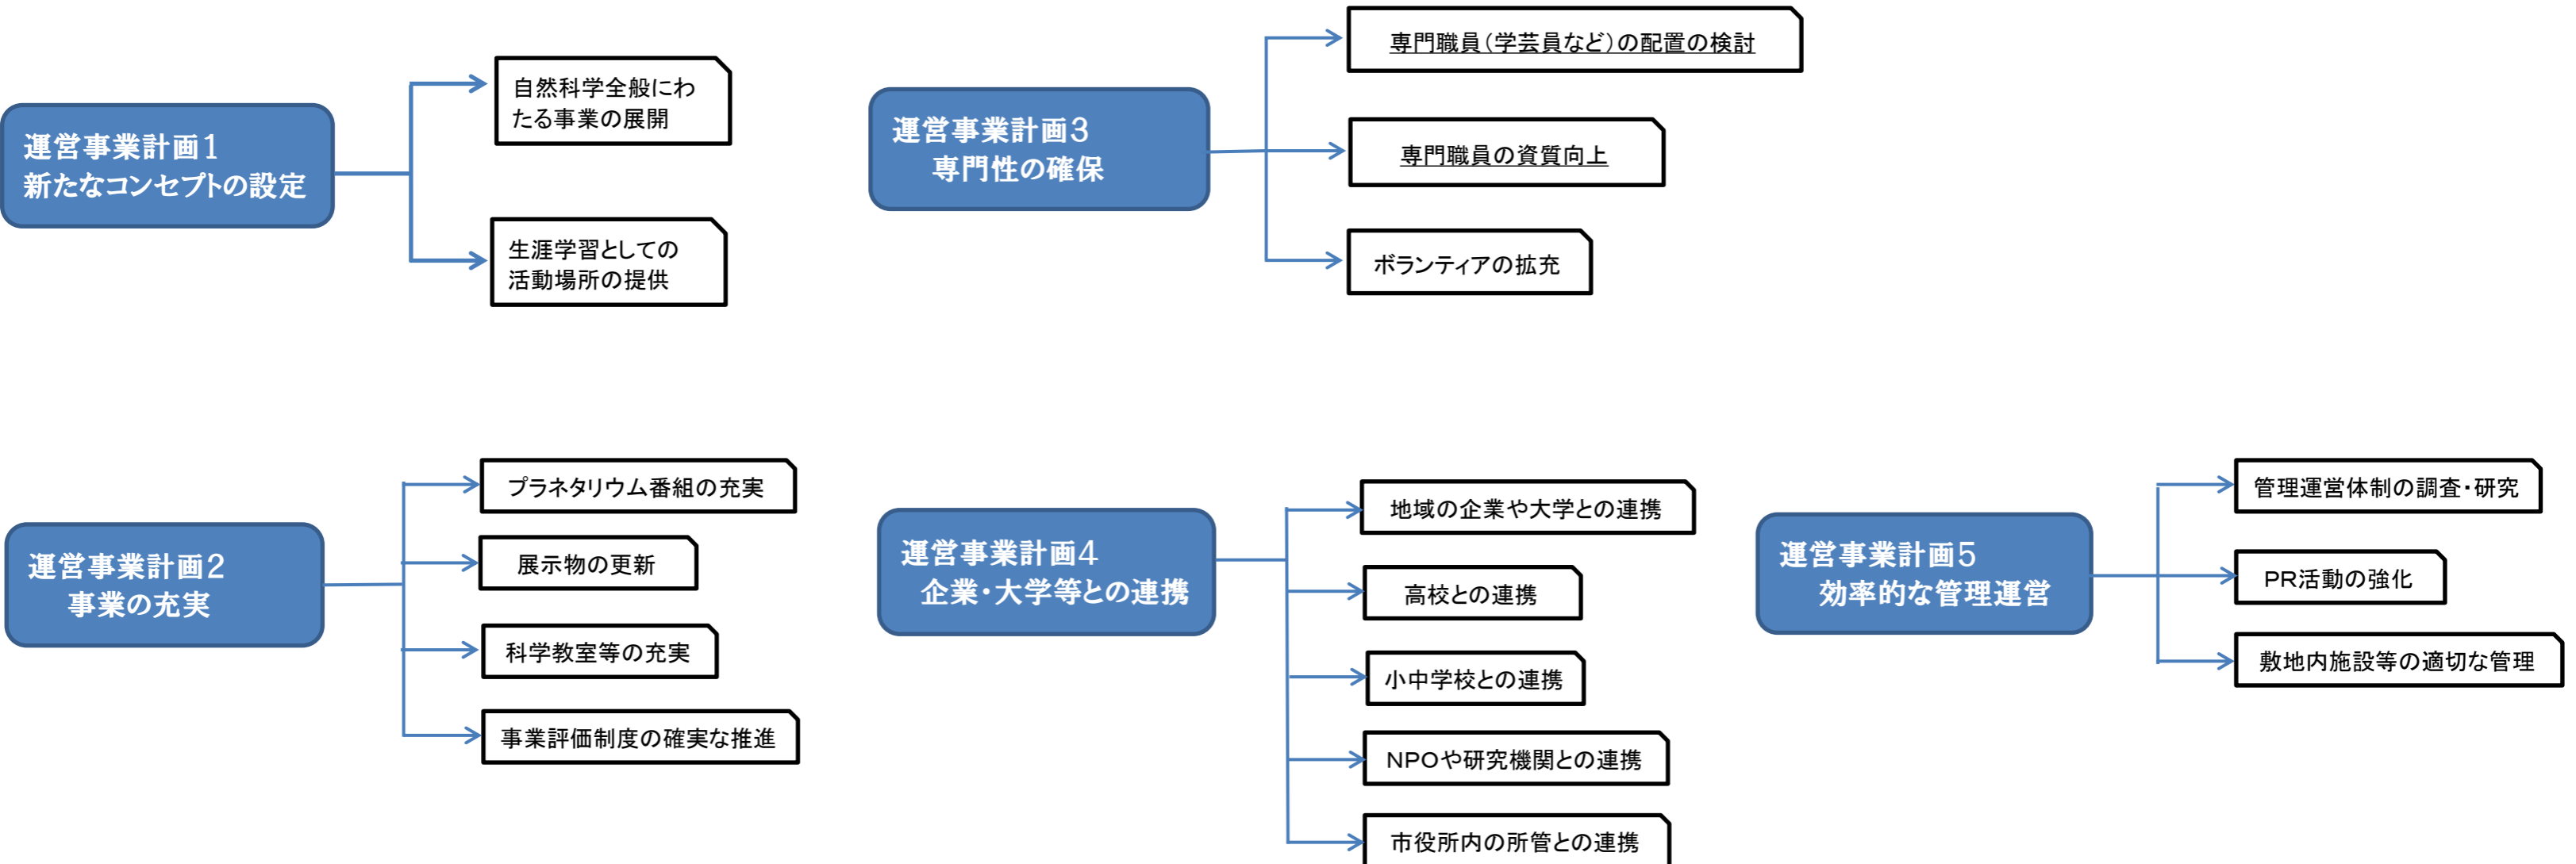 運営事業計画1
新たなコンセプトの設定
自然科学全般にわ
たる事業の展開
生涯学習としての
活動場所の提供
運営事業計画2
事業の充実
プラネタリウム番組の充実
展示物の更新
科学教室等の充実
事業評価制度の確実な推進
運営事業計画3
専門性の確保
専門職員(学芸員など)の配置の検討
専門職員の資質向上
ボランティアの拡充
運営事業計画4
企業・大学等との連携
地域の企業や大学との連携
高校との連携
小中学校との連携
NPOや研究機関との連携
市役所内の所管との連携
運営事業計画5
効率的な管理運営
管理運営体制の調査・研究
PR活動の強化
敷地内施設等の適切な管理